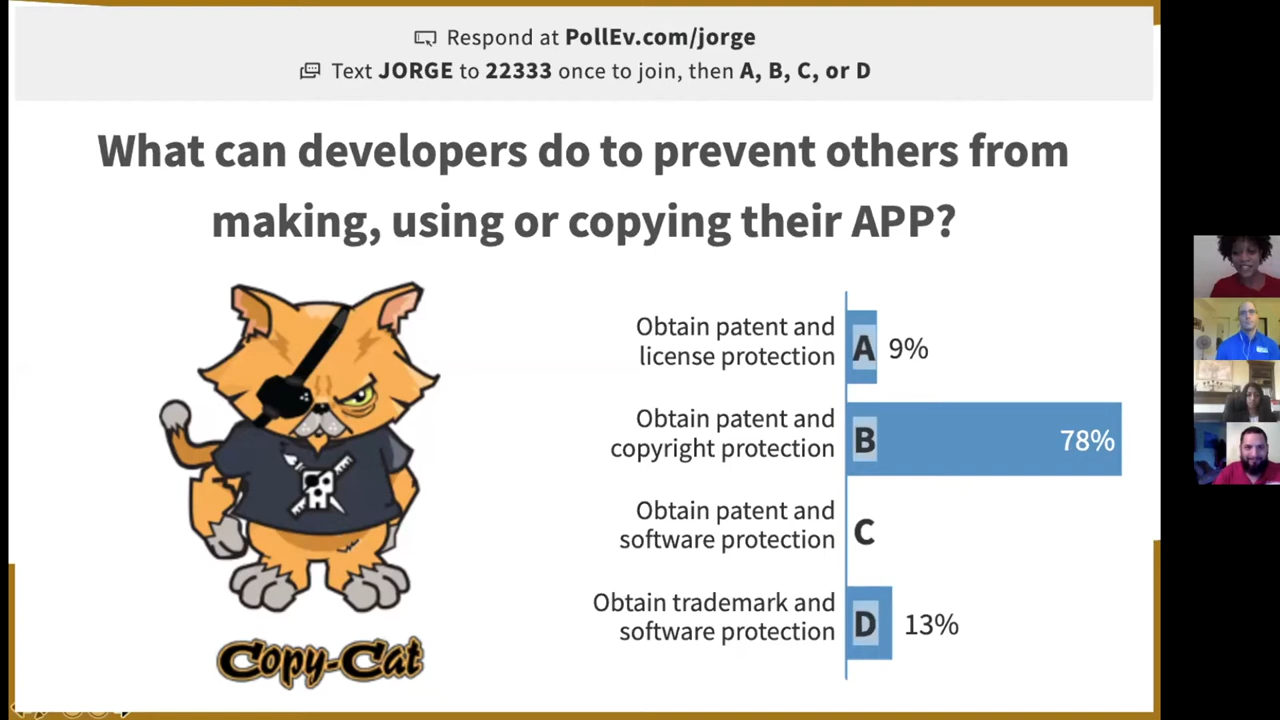 Respond at PollEv.com/jorge
Text JORGE to 22333 once to join, then A, B, C, or D
What can developers do to prevent others from
making, using or copying their APP?
Obtain patent and
license protection
A 9%
Obtain patent and
copyright protection
B 78%
Obtain patent and
software protection
C
Obtain trademark and
software protection
D 13%
Copy-Cat